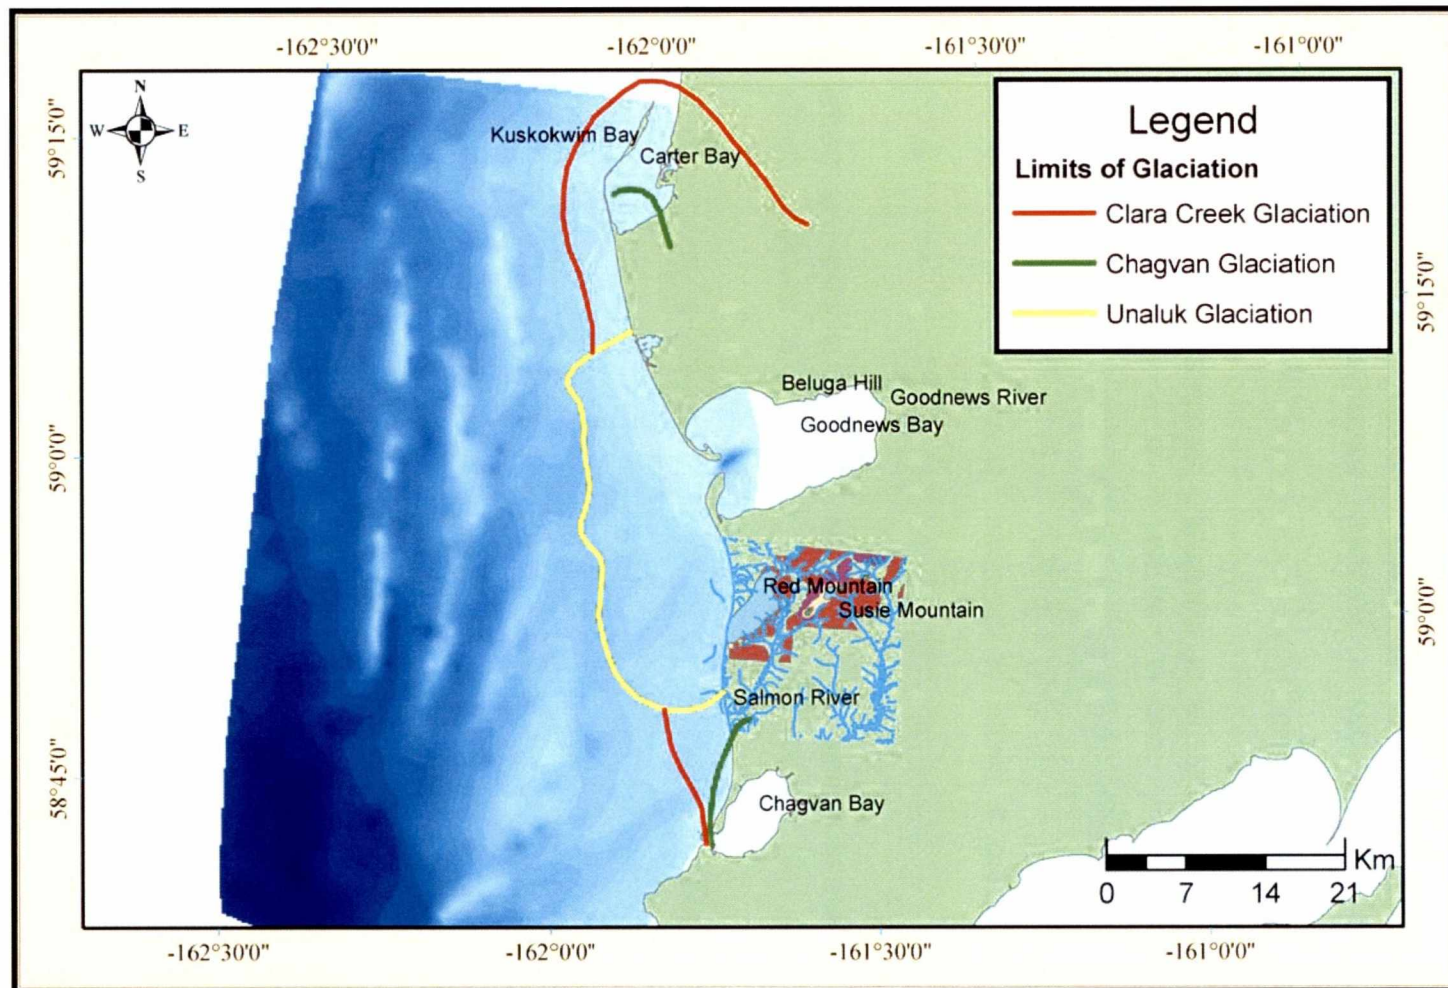 -162°30'0" -162°0'0" -161°30'0" -161°0'0"
N
W E
S
59°15'0"
59°0'0"
58°45'0"
Kuskokwim Bay
Carter Bay
Beluga Hill
Goodnews River
Goodnews Bay
Red Mountain
Susie Mountain
Salmon River
Chagvan Bay
Legend
Limits of Glaciation
Clara Creek Glaciation
Chagvan Glaciation
Unaluk Glaciation
59°15'0"
59°0'0"
Km
0 7 14 21
-162°30'0" -162°0'0" -161°30'0" -161°0'0"